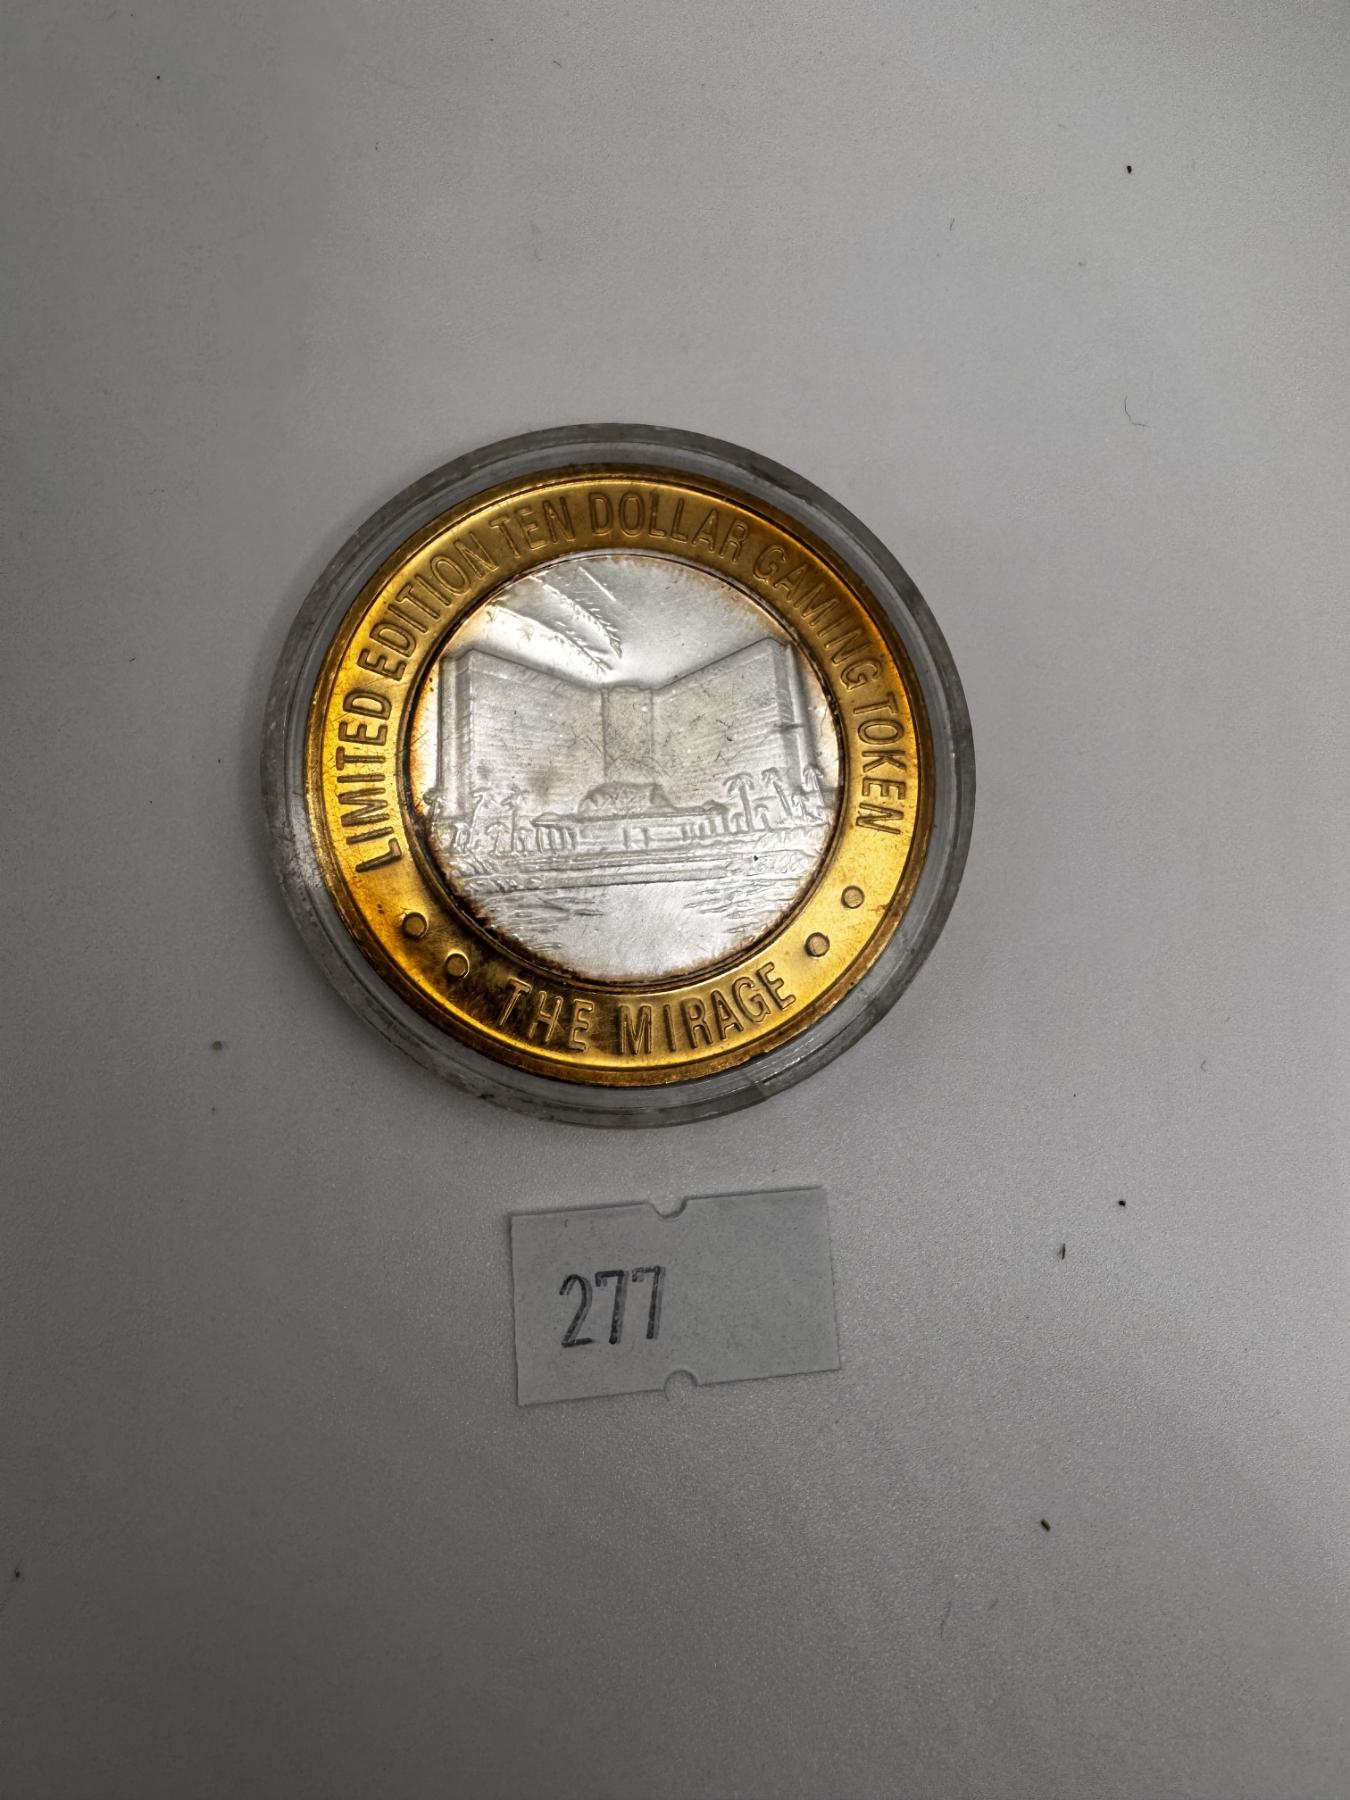 LIMITED EDITION TEN DOLLAR GAMING TOKEN
THE MIRAGE
277